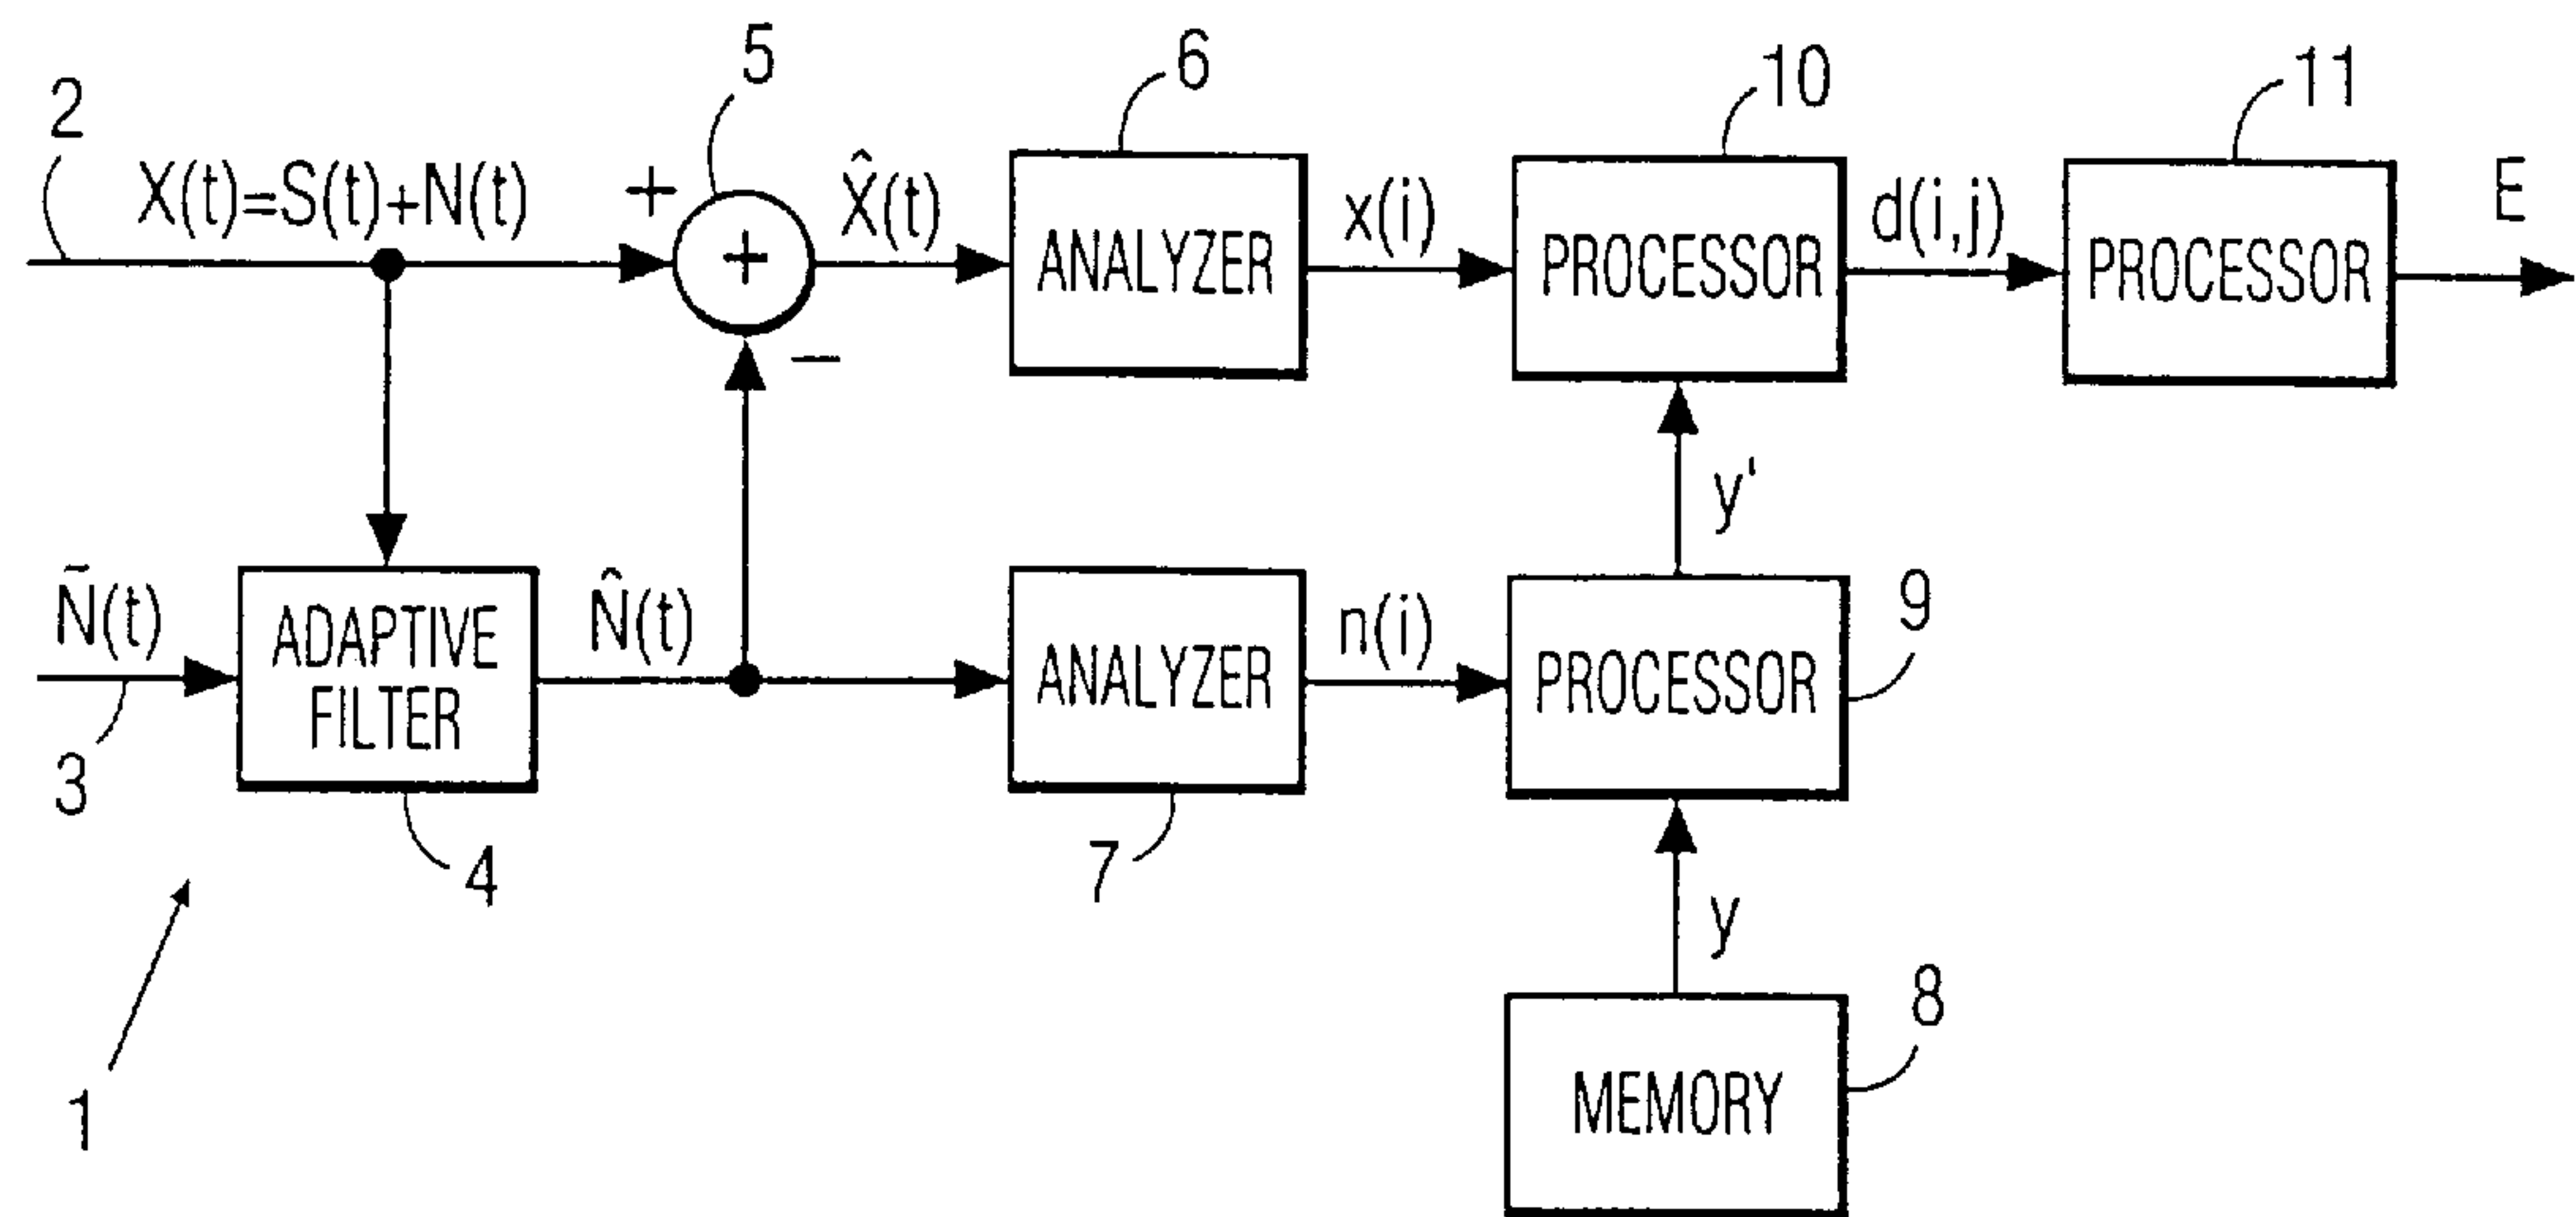 2
X(t)=S(t)+N(t)
+
5
+
−
X̂(t)
6
ANALYZER
x(i)
10
PROCESSOR
d(i,j)
11
PROCESSOR
E
Ñ(t)
3
ADAPTIVE
FILTER
4
N̂(t)
ANALYZER
7
n(i)
y'
PROCESSOR
9
y
MEMORY
8
1